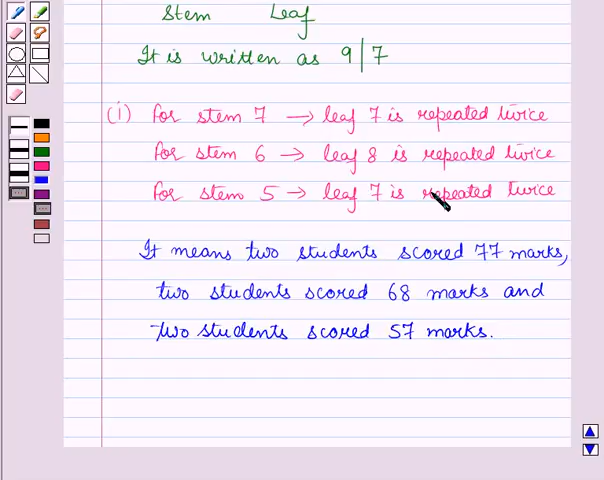 Stem Leaf
It is written as 9|7
(i) For stem 7 → leaf 7 is repeated twice
For stem 6 → leaf 8 is repeated twice
For stem 5 → leaf 7 is repeated twice
It means two students scored 77 marks,
two students scored 68 marks and
two students scored 57 marks.